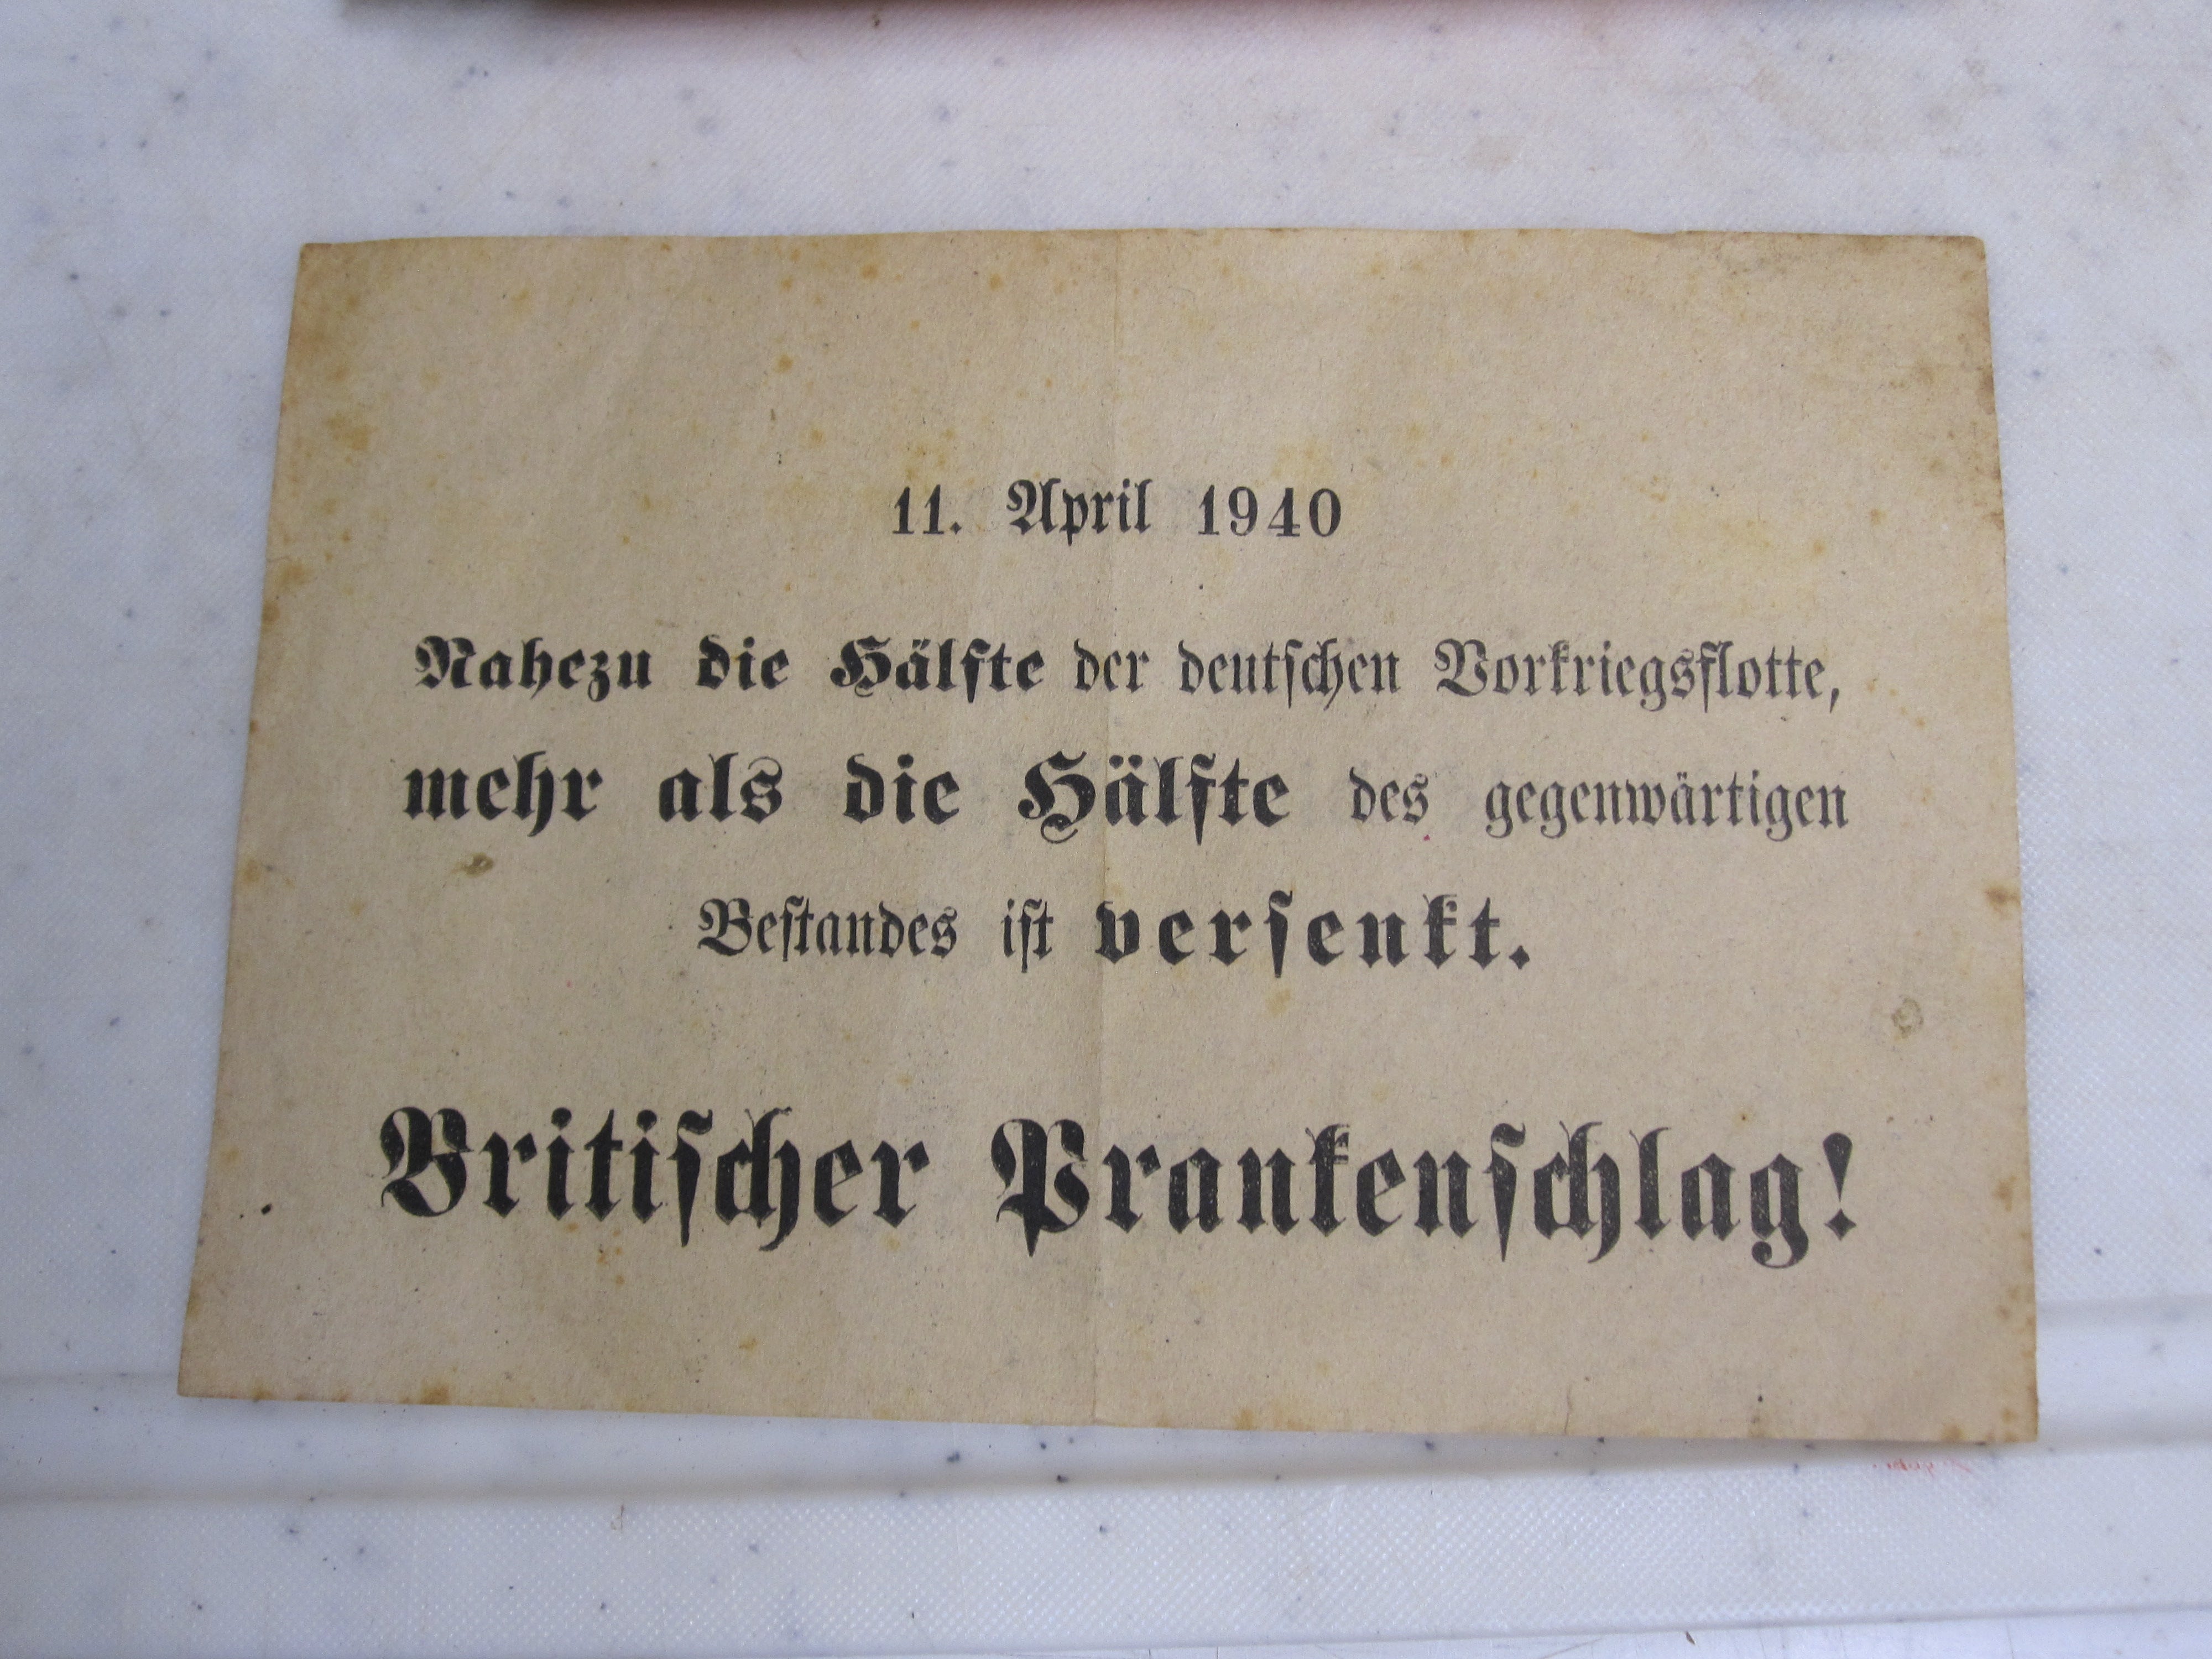 11. April 1940
Nahezu die Hälfte der deutschen Vorkriegsflotte,
mehr als die Hälfte des gegenwärtigen
Bestandes ist versenkt.
Britischer Prankenschlag!